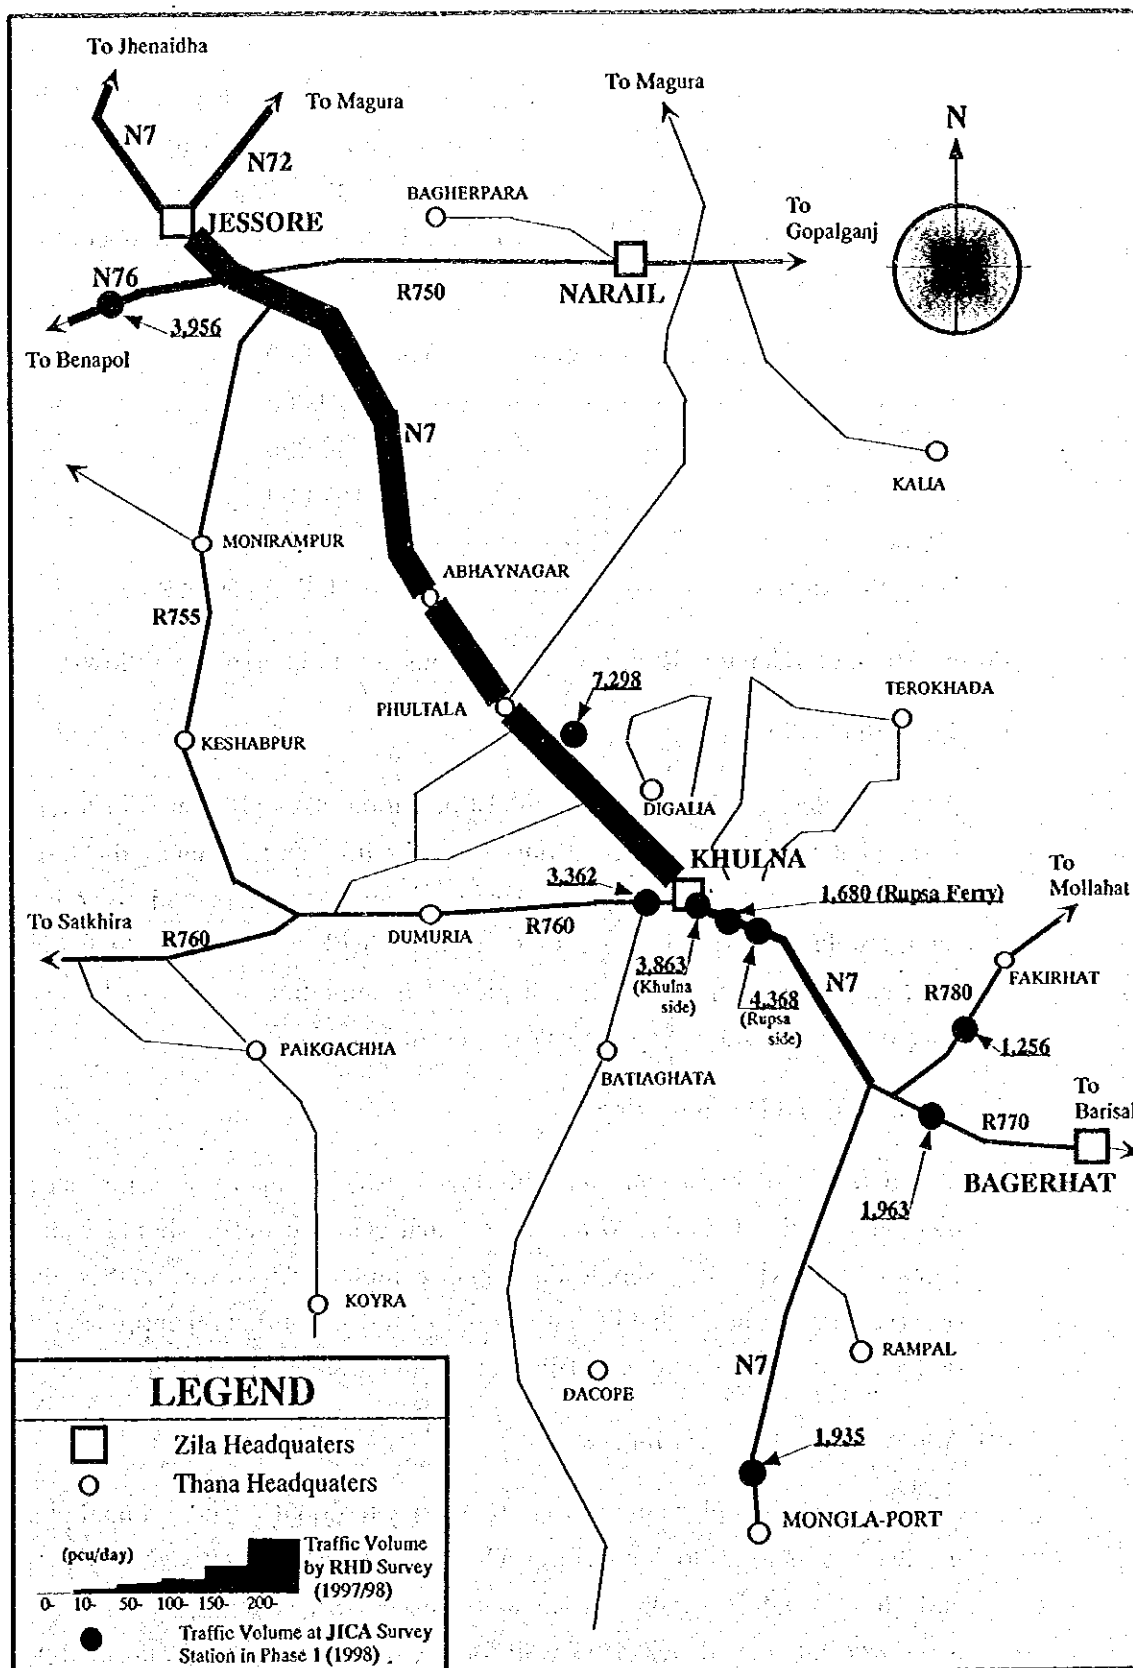 To Jhenaidha
To Magura
To Magura
N7
N72
N
BAGHERPARA
To
Gopalganj
JESSORE
N76
R750
NARAIL
3,956
To Benapol
N7
KALIA
MONIRAMPUR
ABHAYNAGAR
R755
7,298
TEROKHADA
PHULTALA
KESHABPUR
DIGALIA
KHULNA
To
Mollahat
3,362
1,680 (Rupsa Ferry)
To Satkhira
R760
DUMURIA
R760
3,863
(Khulna
side)
4,368
(Rupsa
side)
N7
R780
FAKIRHAT
1,256
PAIKGACHHA
BATIAGHATA
To
Barisal
R770
BAGERHAT
1,963
KOYRA
RAMPAL
N7
DACOPE
1,935
MONGLA-PORT
LEGEND
Zila Headquaters
Thana Headquaters
(pcu/day)
Traffic Volume
by RHD Survey
(1997/98)
0- 10- 50- 100- 150- 200-
Traffic Volume at JICA Survey
Station in Phase 1 (1998)